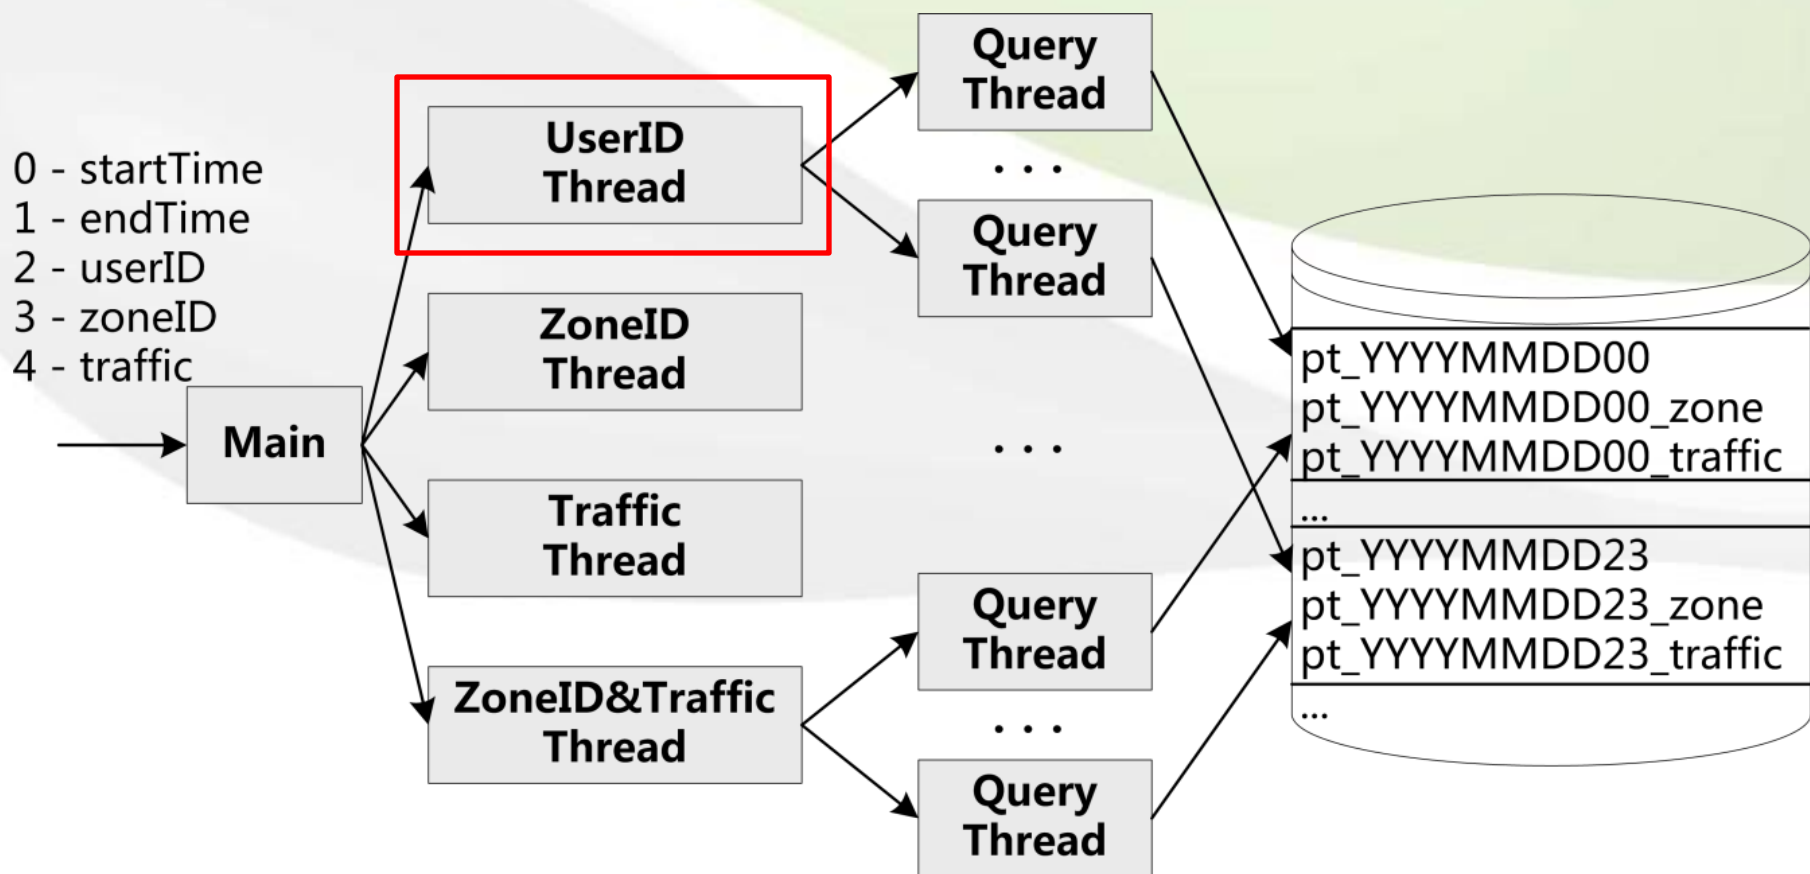 0 - startTime
1 - endTime
2 - userID
3 - zoneID
4 - traffic
Main
UserID
Thread
ZoneID
Thread
Traffic
Thread
ZoneID&Traffic
Thread
Query
Thread
. . .
Query
Thread
. . .
Query
Thread
. . .
Query
Thread
pt_YYYYMMDD00
pt_YYYYMMDD00_zone
pt_YYYYMMDD00_traffic
...
pt_YYYYMMDD23
pt_YYYYMMDD23_zone
pt_YYYYMMDD23_traffic
...